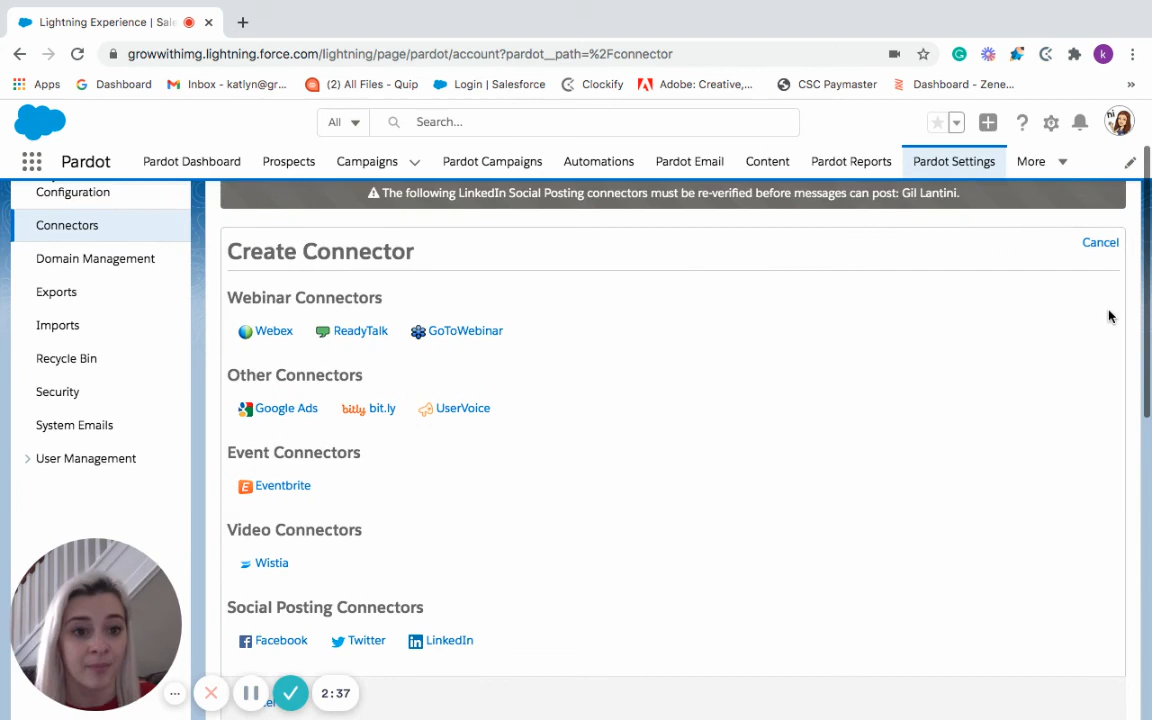 Lightning Experience | Sale
growwithimg.lightning.force.com/lightning/page/pardot/account?pardot__path=%2Fconnector
k
Apps Dashboard Inbox - katlyn@gr... (2) All Files - Quip Login | Salesforce Clockify Adobe: Creative,... CSC Paymaster Dashboard - Zene... »
All Search...
hi
Pardot Pardot Dashboard Prospects Campaigns Pardot Campaigns Automations Pardot Email Content Pardot Reports Pardot Settings More
Configuration
The following LinkedIn Social Posting connectors must be re-verified before messages can post: Gil Lantini.
Connectors
Domain Management
Exports
Imports
Recycle Bin
Security
System Emails
User Management
Create Connector
Cancel
Webinar Connectors
Webex ReadyTalk GoToWebinar
Other Connectors
Google Ads bitly bit.ly UserVoice
Event Connectors
E Eventbrite
Video Connectors
Wistia
Social Posting Connectors
Facebook Twitter LinkedIn
2:37